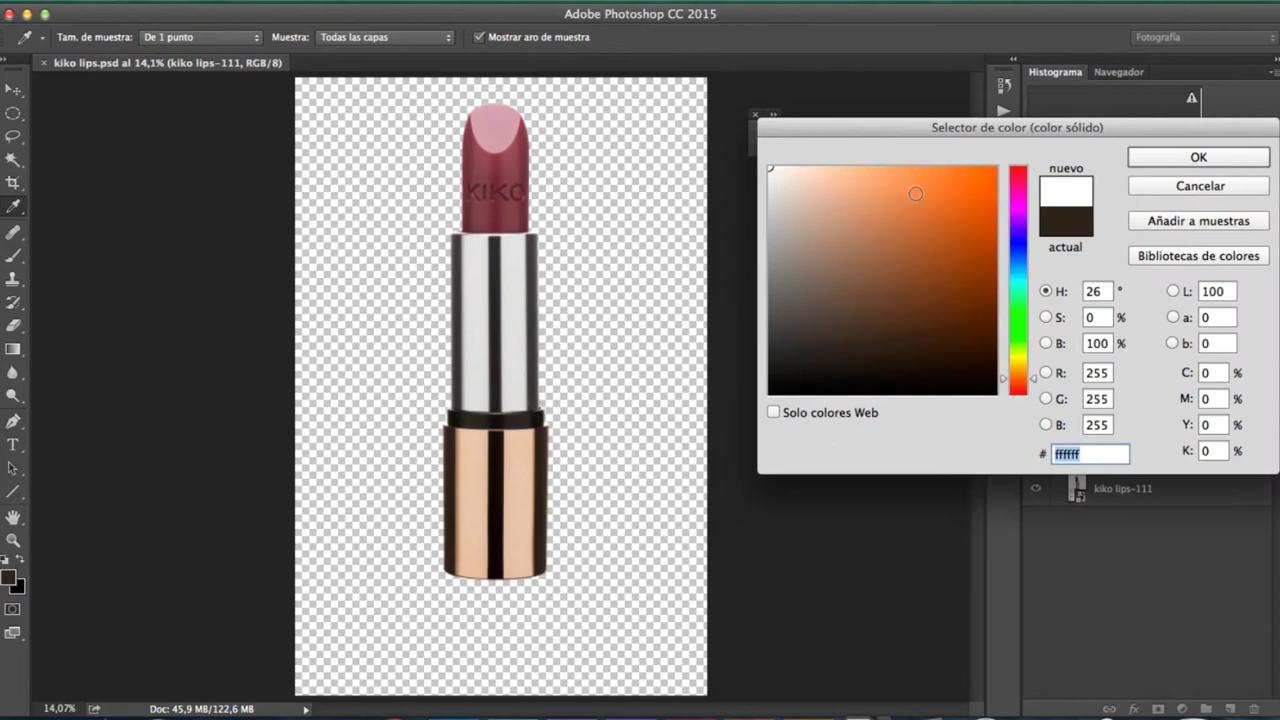 Adobe Photoshop CC 2015
Tam. de muestra: De 1 punto Muestra: Todas las capas Mostrar aro de muestra Fotografía
× kiko lips.psd al 14,1% (kiko lips-111, RGB/8)
Histograma Navegador
KIKO
Selector de color (color sólido)
nuevo
actual
OK
Cancelar
Añadir a muestras
Bibliotecas de colores
H: 26 ° L: 100
S: 0 % a: 0
B: 100 % b: 0
R: 255 C: 0 %
G: 255 M: 0 %
B: 255 Y: 0 %
# ffffff K: 0 %
Solo colores Web
kiko lips-111
14,07% Doc: 45,9 MB/122,6 MB